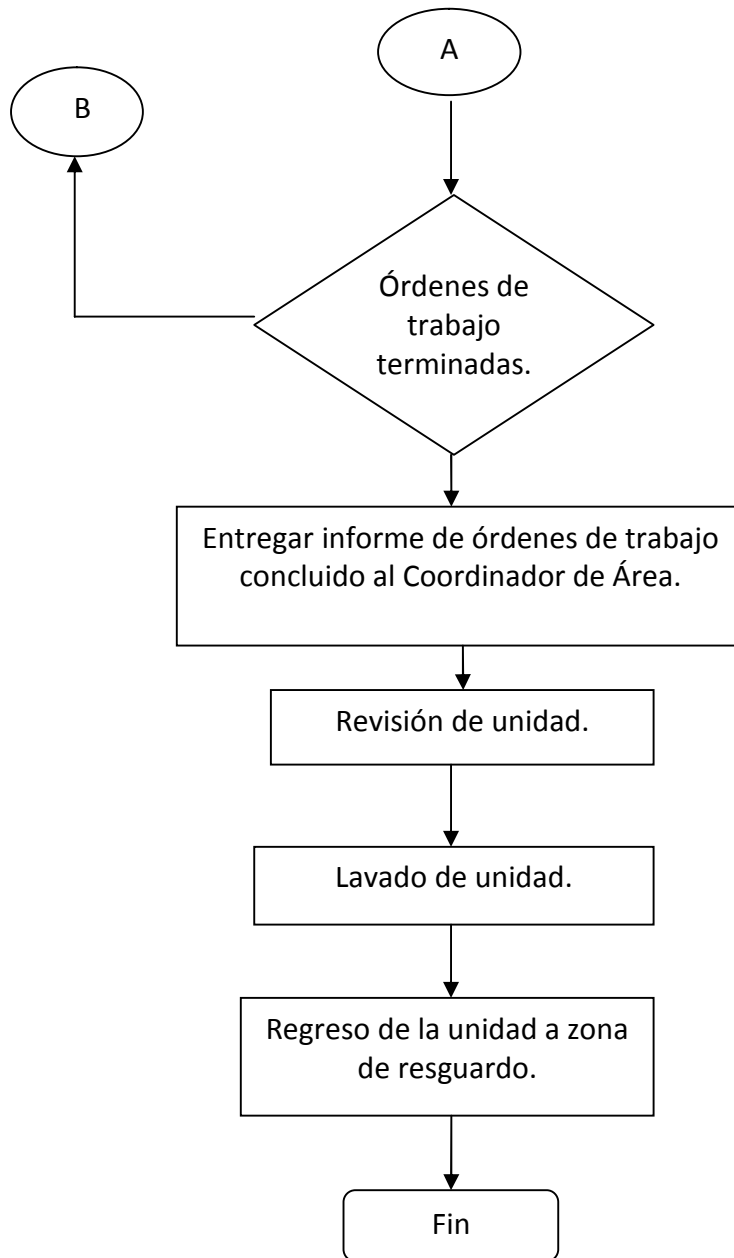 A
B
Órdenes de
trabajo
terminadas.
Entregar informe de órdenes de trabajo
concluido al Coordinador de Área.
Revisión de unidad.
Lavado de unidad.
Regreso de la unidad a zona
de resguardo.
Fin